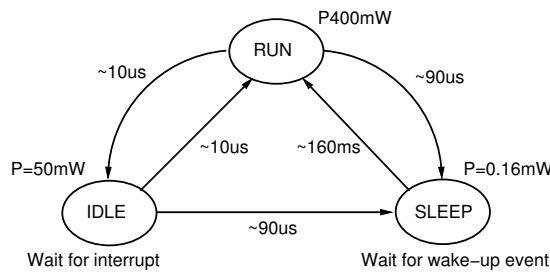 P400mW
RUN
~10us
~90us
~10us
~160ms
P=50mW
P=0.16mW
IDLE
SLEEP
~90us
Wait for interrupt
Wait for wake-up event